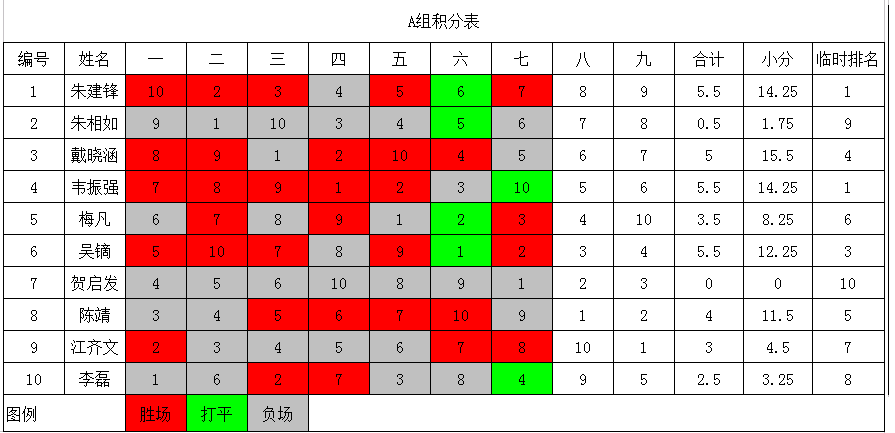 A组积分表
编号 姓名 一 二 三 四 五 六 七 八 九 合计 小分 临时排名
1 朱建锋 10 2 3 4 5 6 7 8 9 5.5 14.25 1
2 朱相如 9 1 10 3 4 5 6 7 8 0.5 1.75 9
3 戴晓涵 8 9 1 2 10 4 5 6 7 5 15.5 4
4 韦振强 7 8 9 1 2 3 10 5 6 5.5 14.25 1
5 梅凡 6 7 8 9 1 2 3 4 10 3.5 8.25 6
6 吴镝 5 10 7 8 9 1 2 3 4 5.5 12.25 3
7 贺启发 4 5 6 10 8 9 1 2 3 0 0 10
8 陈靖 3 4 5 6 7 10 9 1 2 4 11.5 5
9 江齐文 2 3 4 5 6 7 8 10 1 3 4.5 7
10 李磊 1 6 2 7 3 8 4 9 5 2.5 3.25 8
图例 胜场 打平 负场